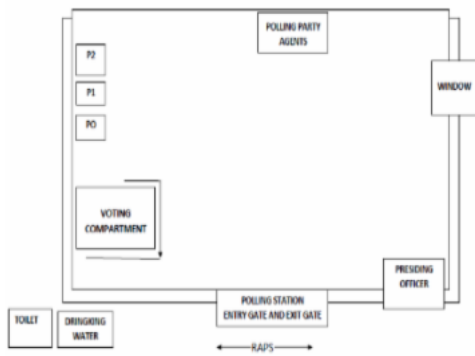 POLLING PARTY
AGENTS
P2
WINDOW
P1
PO
VOTING
COMPARTMENT
PRESIDING
OFFICER
POLLING STATION
ENTRY GATE AND EXIT GATE
TOILET
DRINGKING
WATER
RAPS